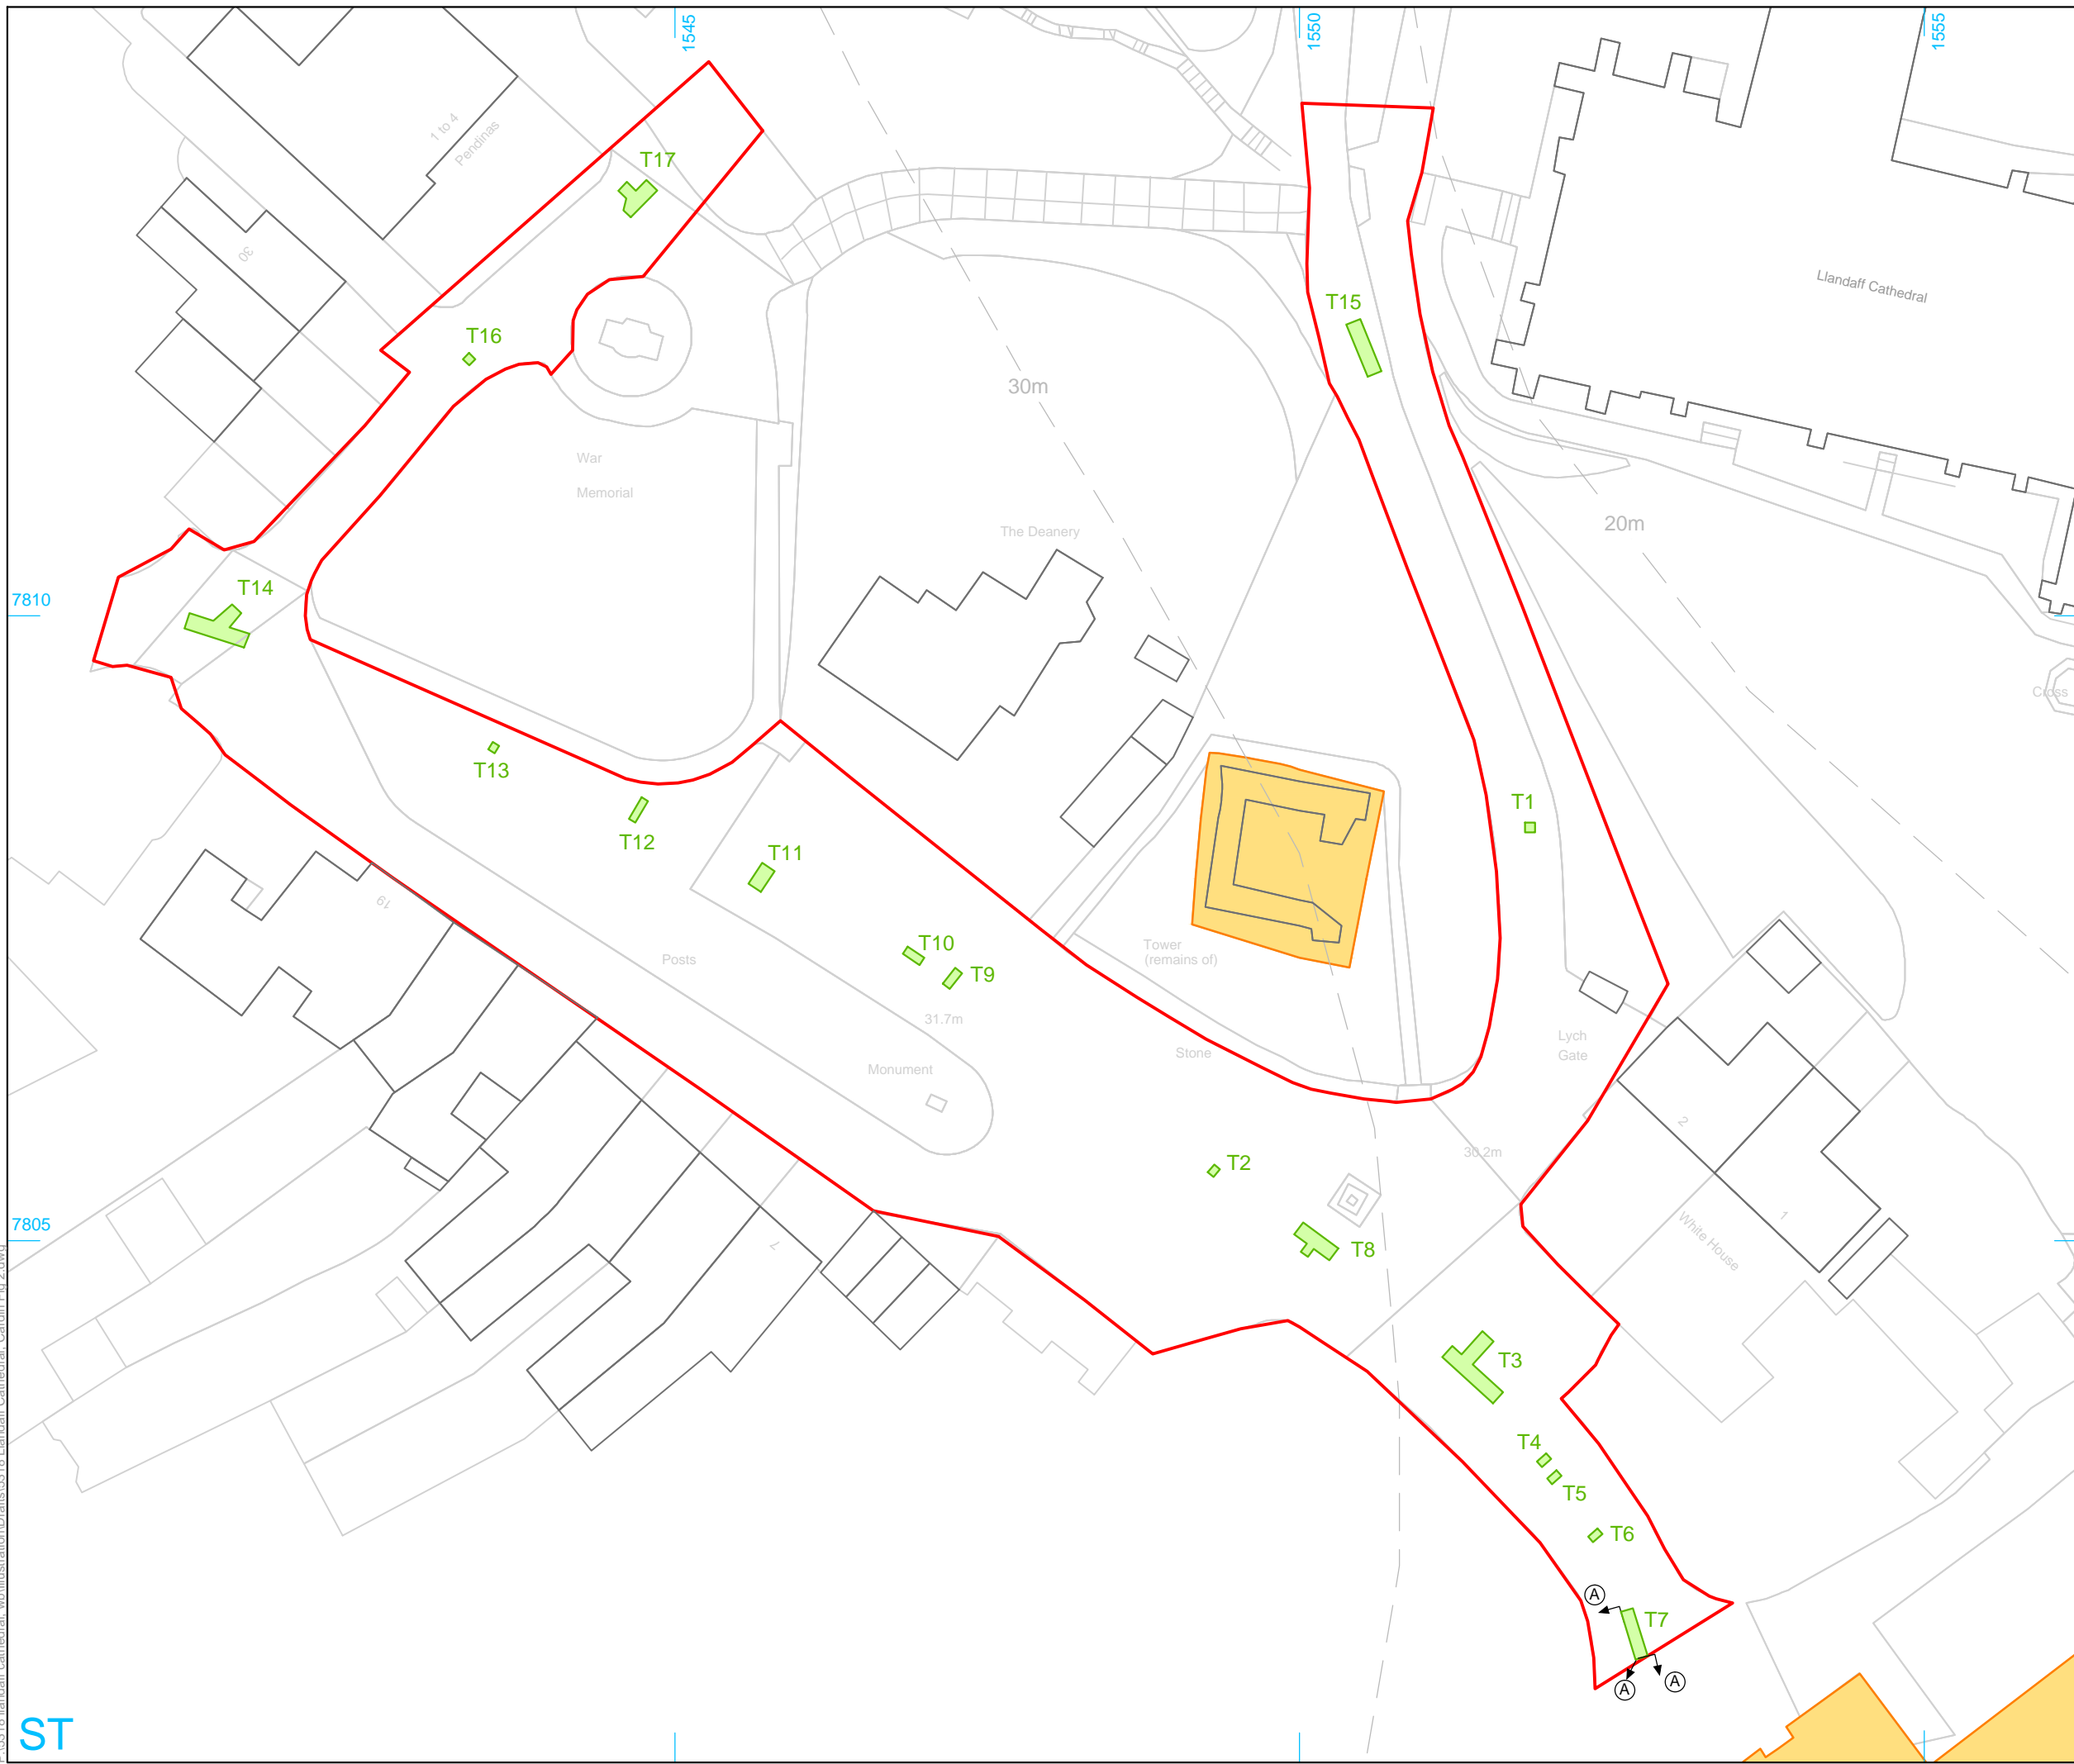 1545
1550
1555
1 to 4
Pendinas
T17
30
T16
T15
Llandaff Cathedral
30m
War
Memorial
20m
The Deanery
T14
7810
Cross
T13
T12
T1
T11
19
T10
T9
Posts
Tower
(remains of)
31.7m
Stone
Lych
Gate
Monument
2
30.2m
T2
7805
T8
1
White House
7
T3
T4
T5
T6
A
T7
A
A
ST